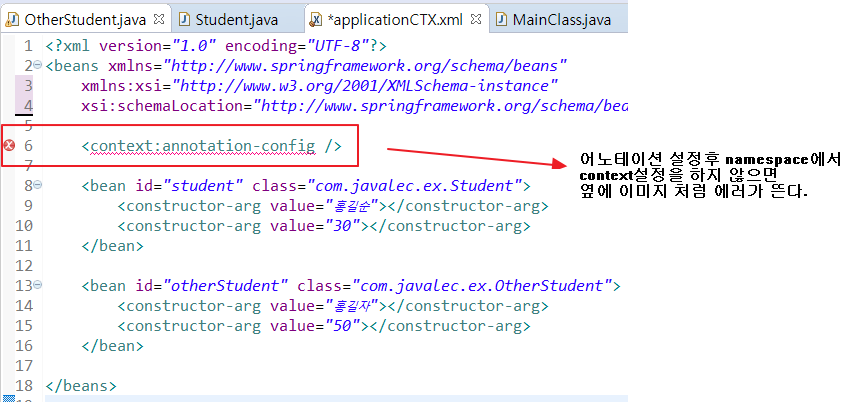 OtherStudent.java Student.java *applicationCTX.xml MainClass.java
1 <?xml version="1.0" encoding="UTF-8"?>
2 <beans xmlns="http://www.springframework.org/schema/beans"
3 xmlns:xsi="http://www.w3.org/2001/XMLSchema-instance"
4 xsi:schemaLocation="http://www.springframework.org/schema/bea
5
6 <context:annotation-config />
7
8 <bean id="student" class="com.javalec.ex.Student">
9 <constructor-arg value="홍길순"></constructor-arg>
10 <constructor-arg value="30"></constructor-arg>
11 </bean>
12
13 <bean id="otherStudent" class="com.javalec.ex.OtherStudent">
14 <constructor-arg value="홍길자"></constructor-arg>
15 <constructor-arg value="50"></constructor-arg>
16 </bean>
17
18 </beans>
어노테이션 설정후 namespace에서
context설정을 하지 않으면
옆에 이미지 처럼 에러가 뜬다.